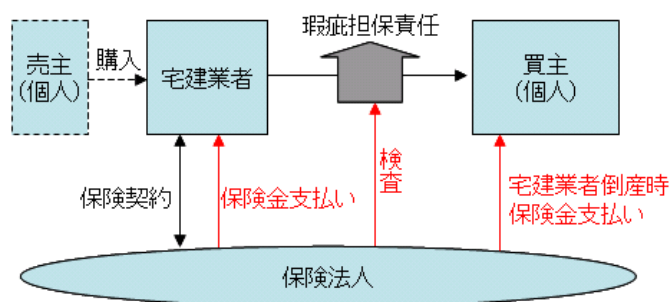 瑕疵担保責任
売主
(個人)
購入
宅建業者
買主
(個人)
保険契約
保険金支払い
検査
宅建業者倒産時
保険金支払い
保険法人